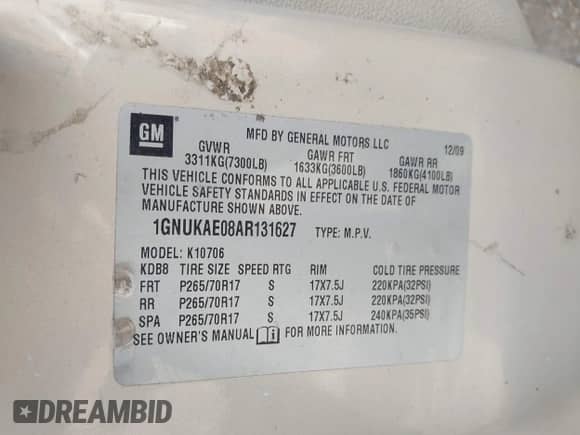 GM
MFD BY GENERAL MOTORS LLC 12/09
GVWR GAWR FRT GAWR RR
3311KG(7300LB) 1633KG(3600LB) 1860KG(4100LB)
THIS VEHICLE CONFORMS TO ALL APPLICABLE U.S. FEDERAL MOTOR
VEHICLE SAFETY STANDARDS IN EFFECT ON THE DATE OF
MANUFACTURE SHOWN ABOVE.
1GNUKAE08AR131627 TYPE: M.P.V.
MODEL: K10706
KDB8 TIRE SIZE SPEED RTG RIM COLD TIRE PRESSURE
FRT P265/70R17 S 17X7.5J 220KPA(32PSI)
RR P265/70R17 S 17X7.5J 220KPA(32PSI)
SPA P265/70R17 S 17X7.5J 240KPA(35PSI)
SEE OWNER'S MANUAL FOR MORE INFORMATION.
DREAMBID